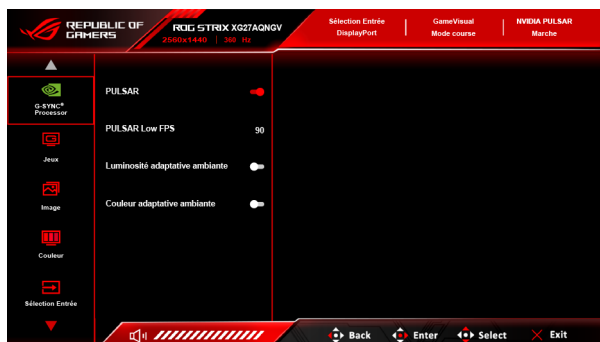 REPUBLIC OF
GAMERS
ROG STRIX XG27AQNGV
2560x1440 | 360 Hz
Sélection Entrée
DisplayPort
GameVisual
Mode course
NVIDIA PULSAR
Marche
G-SYNC®
Processor
Jeux
Image
Couleur
Sélection Entrée
PULSAR
PULSAR Low FPS 90
Luminosité adaptative ambiante
Couleur adaptative ambiante
Back
Enter
Select
Exit